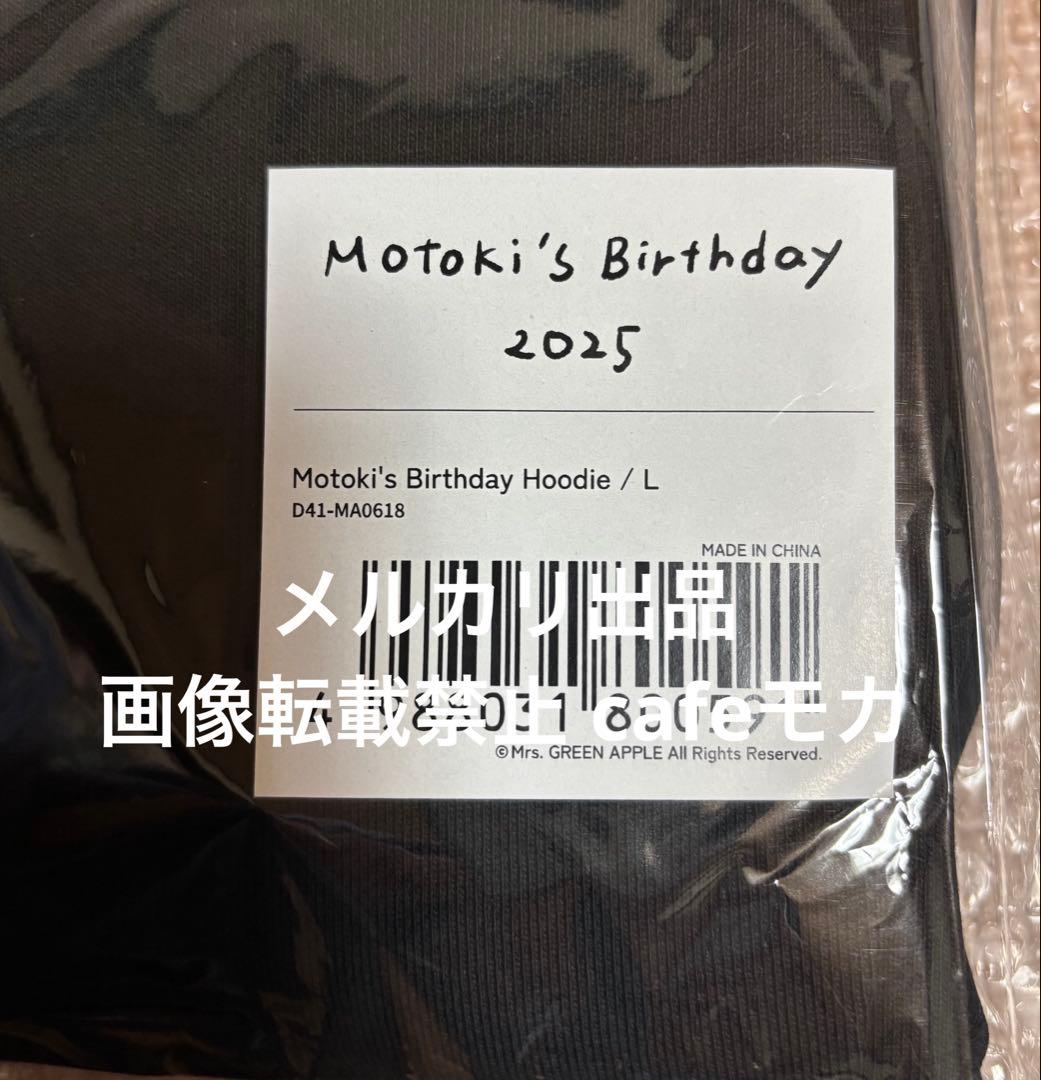 Motoki's Birthday
2025
Motoki's Birthday Hoodie / L
D41-MA0618
MADE IN CHINA
メルカリ出品
画像転載禁止 cafeモカ
©Mrs. GREEN APPLE All Rights Reserved.